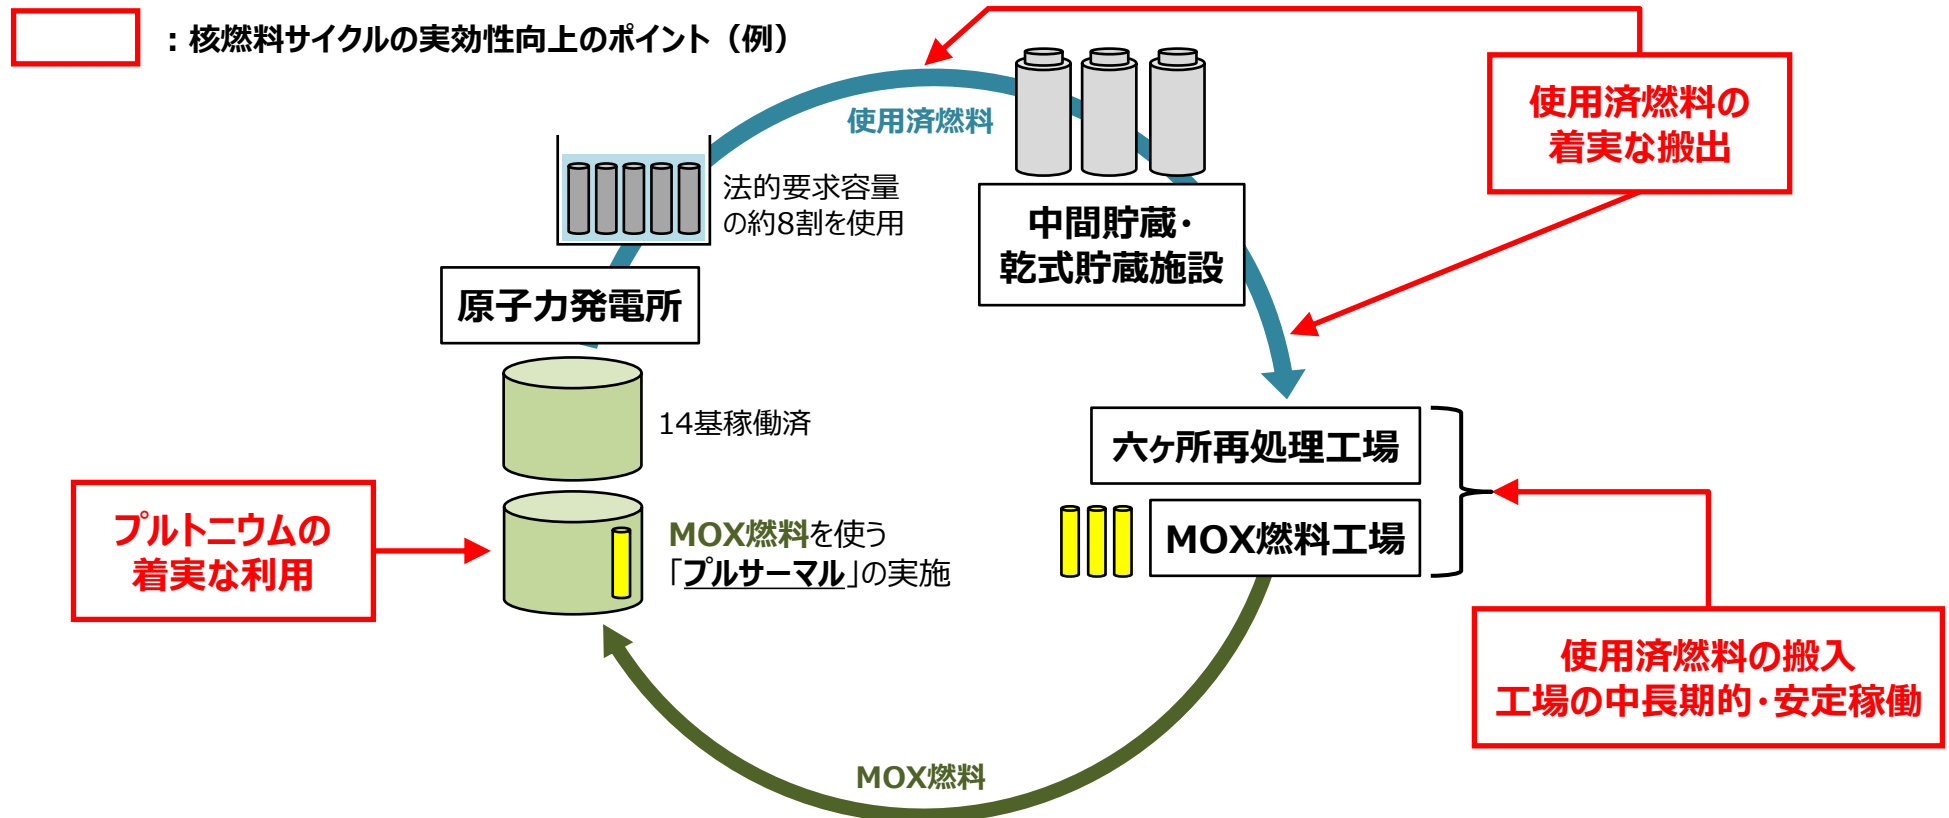 ：核燃料サイクルの実効性向上のポイント（例）
使用済燃料の
着実な搬出
使用済燃料
法的要求容量
の約8割を使用
中間貯蔵・
乾式貯蔵施設
原子力発電所
14基稼働済
六ヶ所再処理工場
MOX燃料工場
プルトニウムの
着実な利用
MOX燃料を使う
「プルサーマル」の実施
使用済燃料の搬入
工場の中長期的・安定稼働
MOX燃料